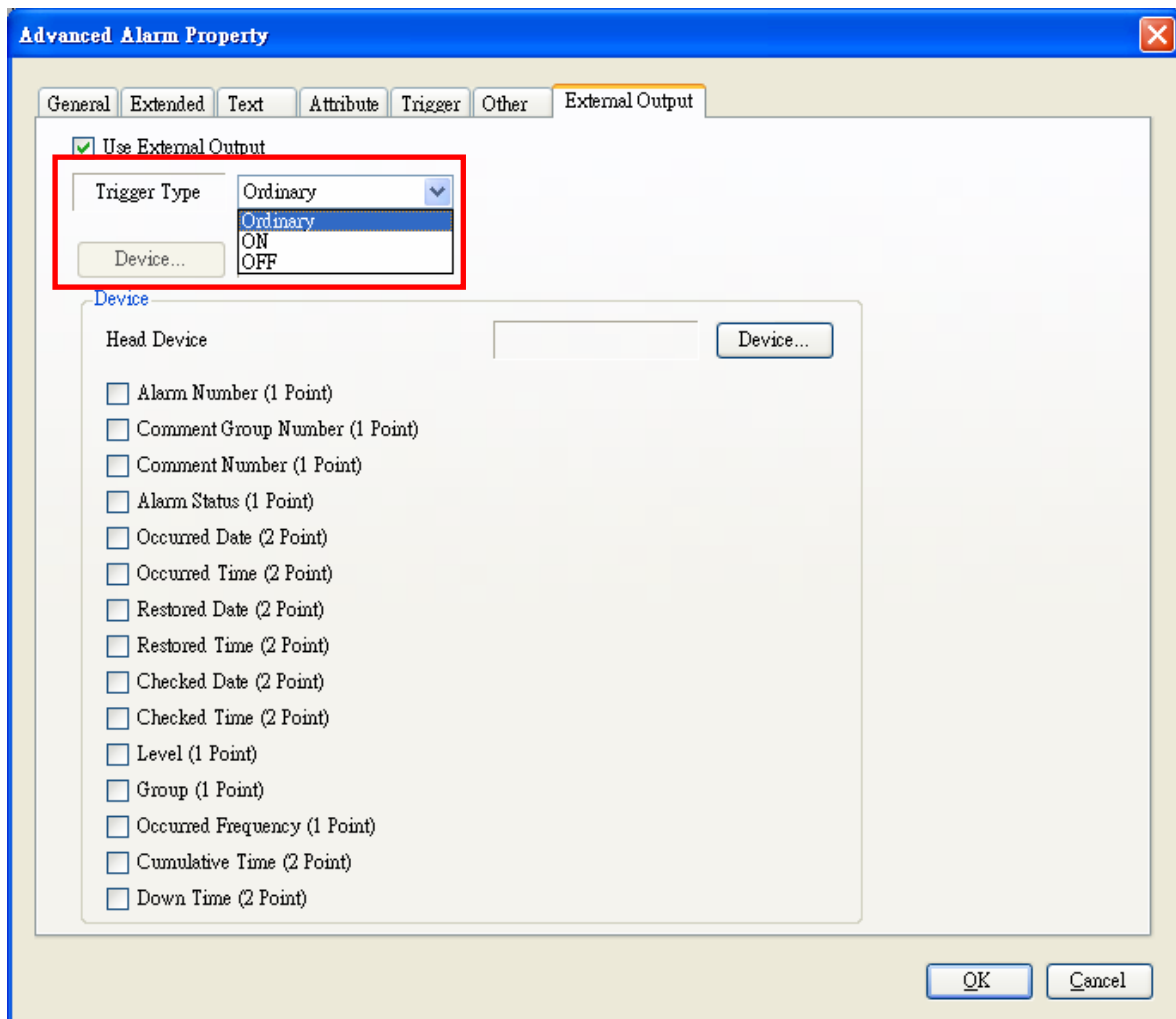 Advanced Alarm Property
General Extended Text Attribute Trigger Other External Output
Use External Output
Trigger Type Ordinary
Ordinary
ON
Device... OFF
Device
Head Device Device...
Alarm Number (1 Point)
Comment Group Number (1 Point)
Comment Number (1 Point)
Alarm Status (1 Point)
Occurred Date (2 Point)
Occurred Time (2 Point)
Restored Date (2 Point)
Restored Time (2 Point)
Checked Date (2 Point)
Checked Time (2 Point)
Level (1 Point)
Group (1 Point)
Occurred Frequency (1 Point)
Cumulative Time (2 Point)
Down Time (2 Point)
OK Cancel